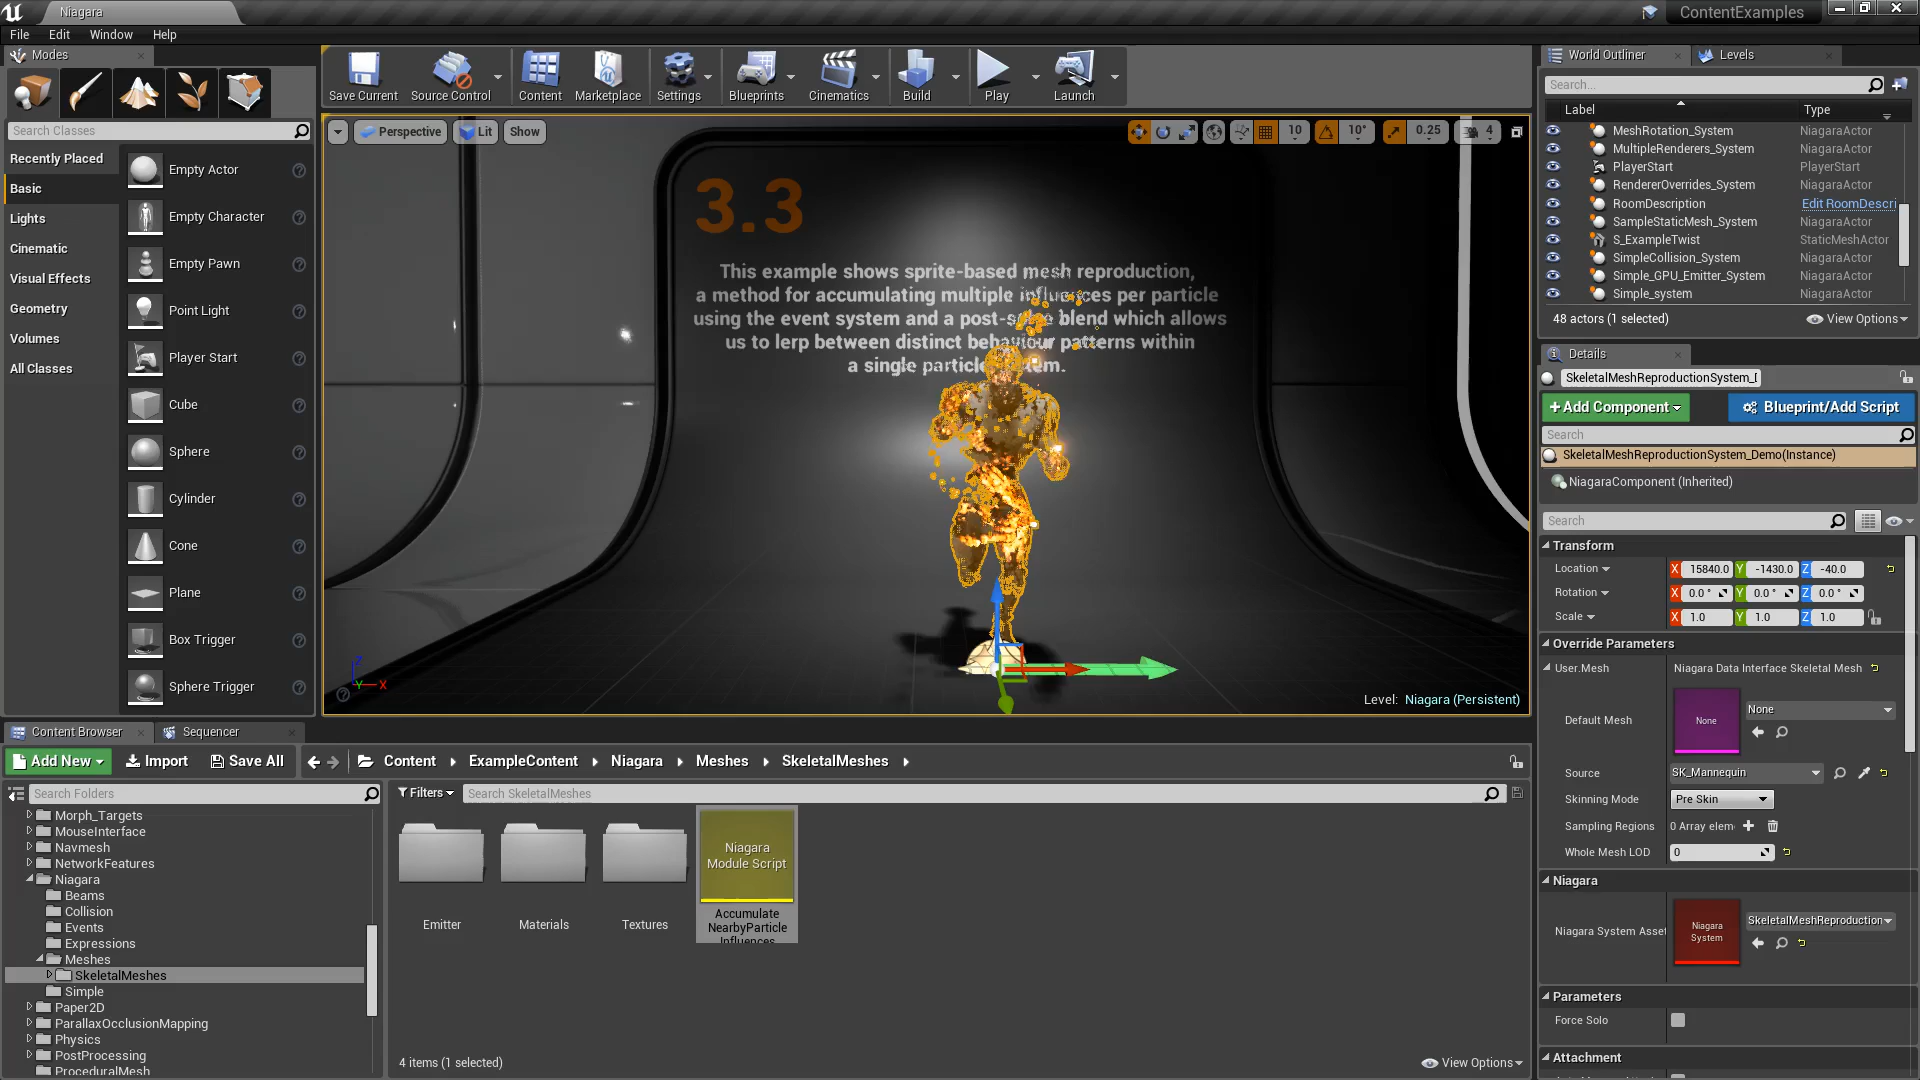 Niagara
ContentExamples
File
Edit
Window
Help
Modes
Search Classes
Recently Placed
Basic
Lights
Cinematic
Visual Effects
Geometry
Volumes
All Classes
Empty Actor
Empty Character
Empty Pawn
Point Light
Player Start
Cube
Sphere
Cylinder
Cone
Plane
Box Trigger
Sphere Trigger
Save Current
Source Control
Content
Marketplace
Settings
Blueprints
Cinematics
Build
Play
Launch
Perspective
Lit
Show
10
10°
0.25
4
3.3
This example shows sprite-based mesh reproduction,
a method for accumulating multiple influences per particle
using the event system and a post-solve blend which allows
us to lerp between distinct behaviour patterns within
a single particle system.
Z
Y
X
Level: Niagara (Persistent)
World Outliner
Levels
Search...
Label
Type
MeshRotation_System NiagaraActor
MultipleRenderers_System NiagaraActor
PlayerStart PlayerStart
RendererOverrides_System NiagaraActor
RoomDescription Edit RoomDescri
SampleStaticMesh_System NiagaraActor
S_ExampleTwist StaticMeshActor
SimpleCollision_System NiagaraActor
Simple_GPU_Emitter_System NiagaraActor
Simple_system NiagaraActor
48 actors (1 selected)
View Options
Details
SkeletalMeshReproductionSystem_
+Add Component
Blueprint/Add Script
Search
SkeletalMeshReproductionSystem_Demo(Instance)
NiagaraComponent (Inherited)
Search
Transform
Location X 15840.0 Y -1430.0 Z -40.0
Rotation X 0.0 ° Y 0.0 ° Z 0.0 °
Scale X 1.0 Y 1.0 Z 1.0
Override Parameters
User.Mesh
Niagara Data Interface Skeletal Mesh
Default Mesh
None
None
Source
SK_Mannequin
Skinning Mode
Pre Skin
Sampling Regions
0 Array elem
Whole Mesh LOD
0
Niagara
Niagara System Asset
Niagara
System
SkeletalMeshReproduction
Parameters
Force Solo
Attachment
Content Browser
Sequencer
Add New
Import
Save All
Content
ExampleContent
Niagara
Meshes
SkeletalMeshes
Search Folders
Filters
Search SkeletalMeshes
Morph_Targets
MouseInterface
Navmesh
NetworkFeatures
Niagara
Beams
Collision
Events
Expressions
Meshes
SkeletalMeshes
Simple
Paper2D
ParallaxOcclusionMapping
Physics
PostProcessing
ProceduralMesh
Emitter
Materials
Textures
Niagara
Module Script
Accumulate
NearbyParticle
Influences
4 items (1 selected)
View Options